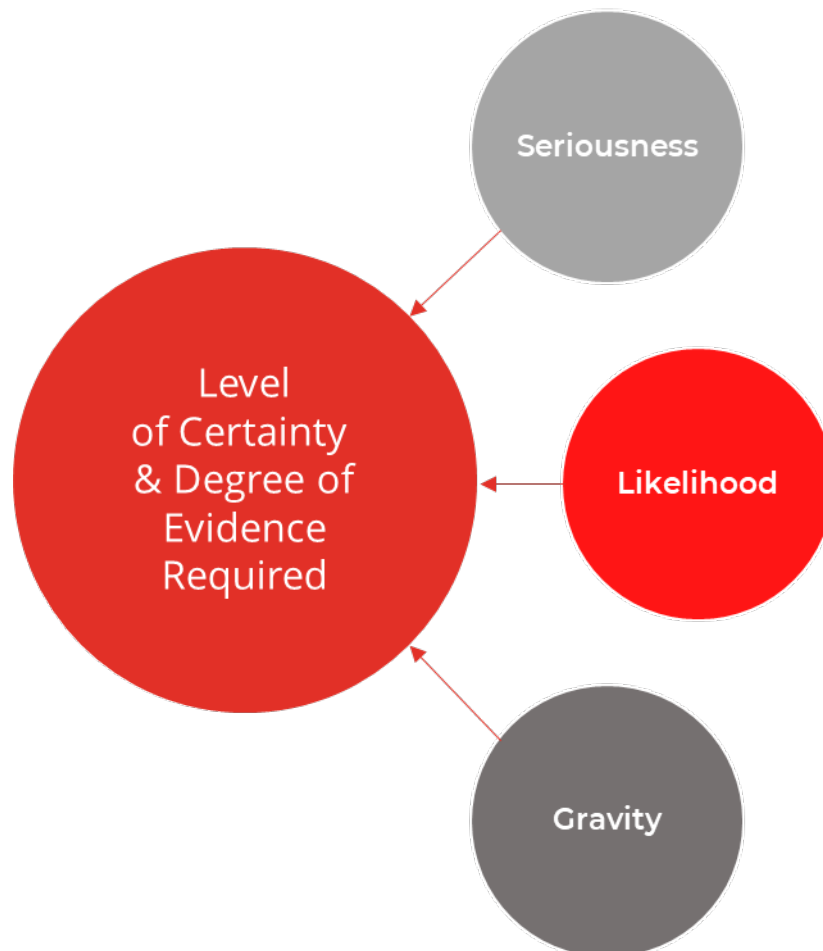 Seriousness
Level
of Certainty
& Degree of
Evidence
Required
Likelihood
Gravity